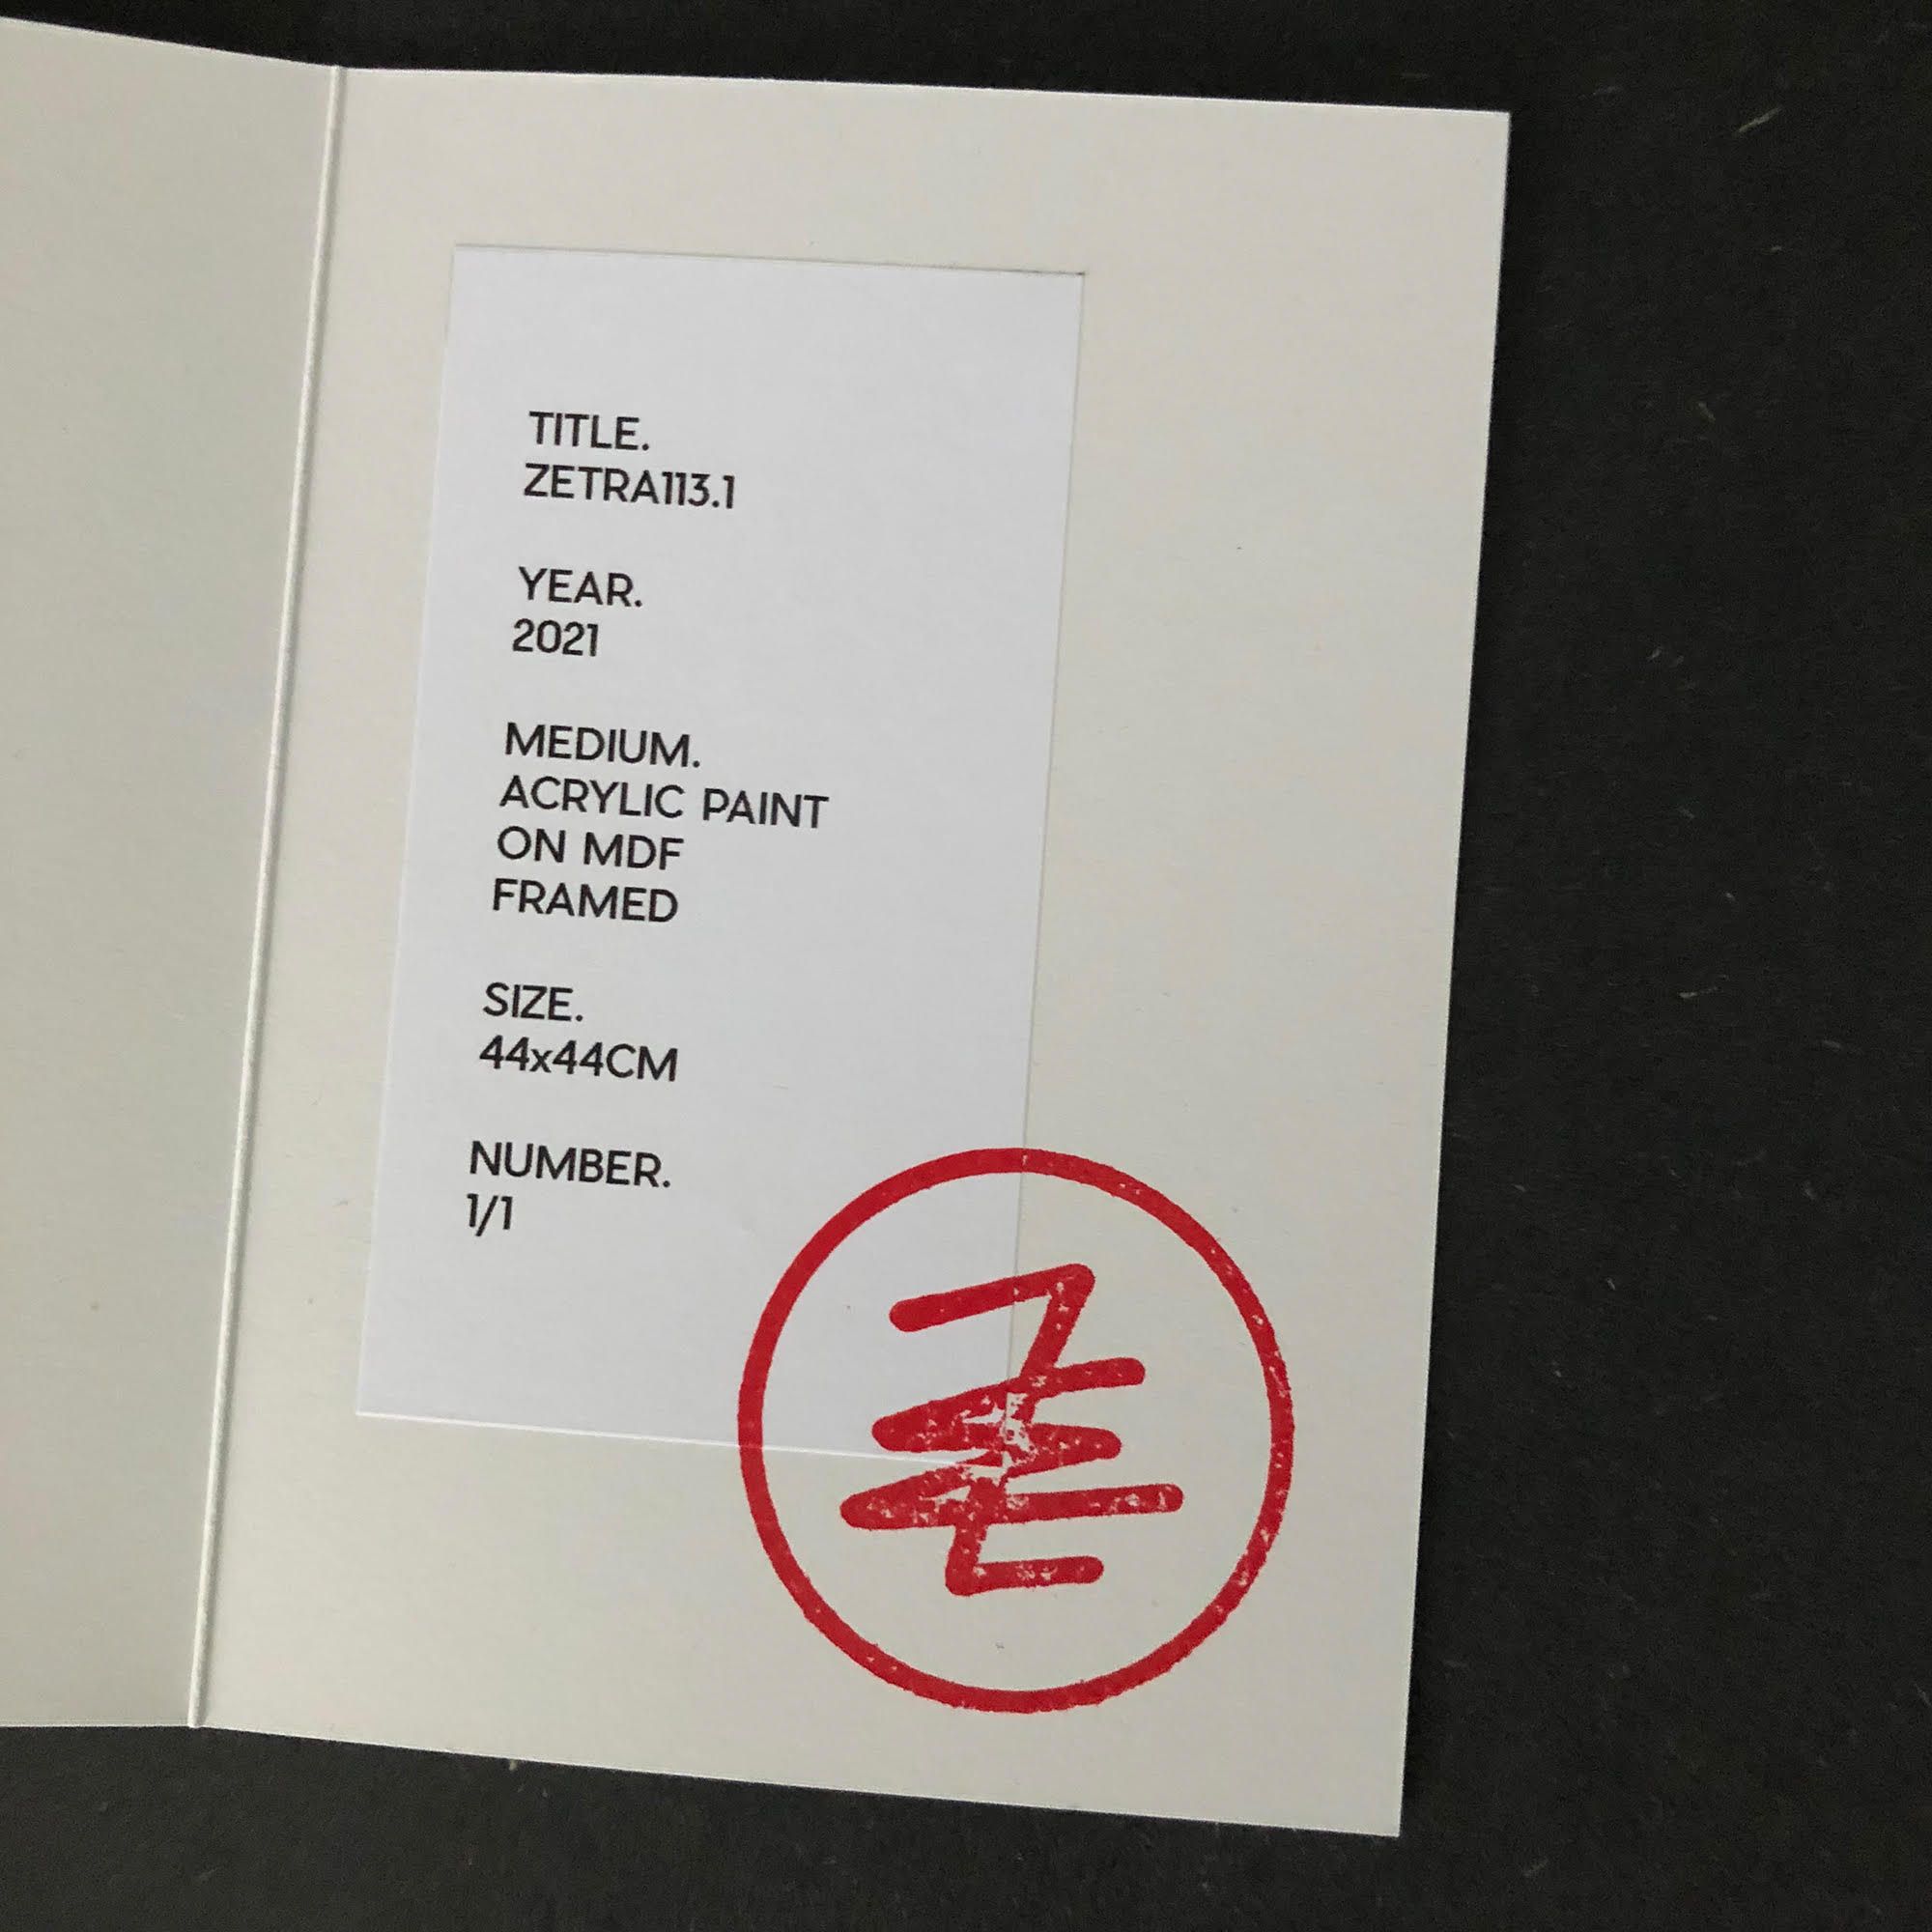 TITLE.
ZETRA113.1
YEAR.
2021
MEDIUM.
ACRYLIC PAINT
ON MDF
FRAMED
SIZE.
44x44CM
NUMBER.
1/1